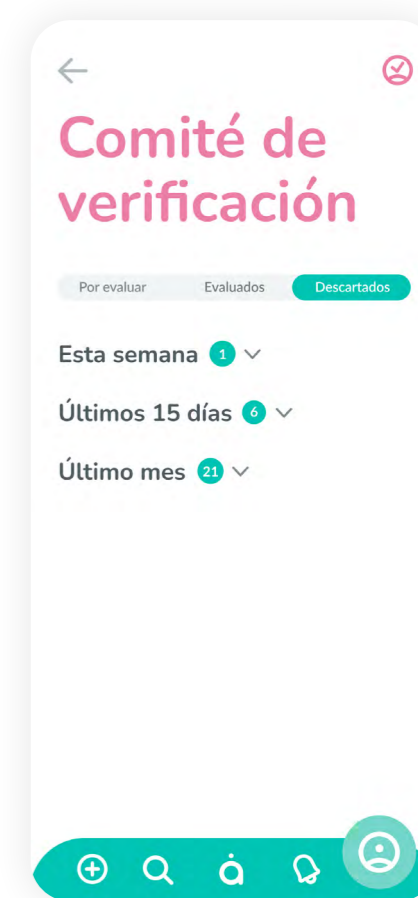 Comité de
verificación
Por evaluar Evaluados Descartados
Esta semana 1
Últimos 15 días 6
Último mes 21